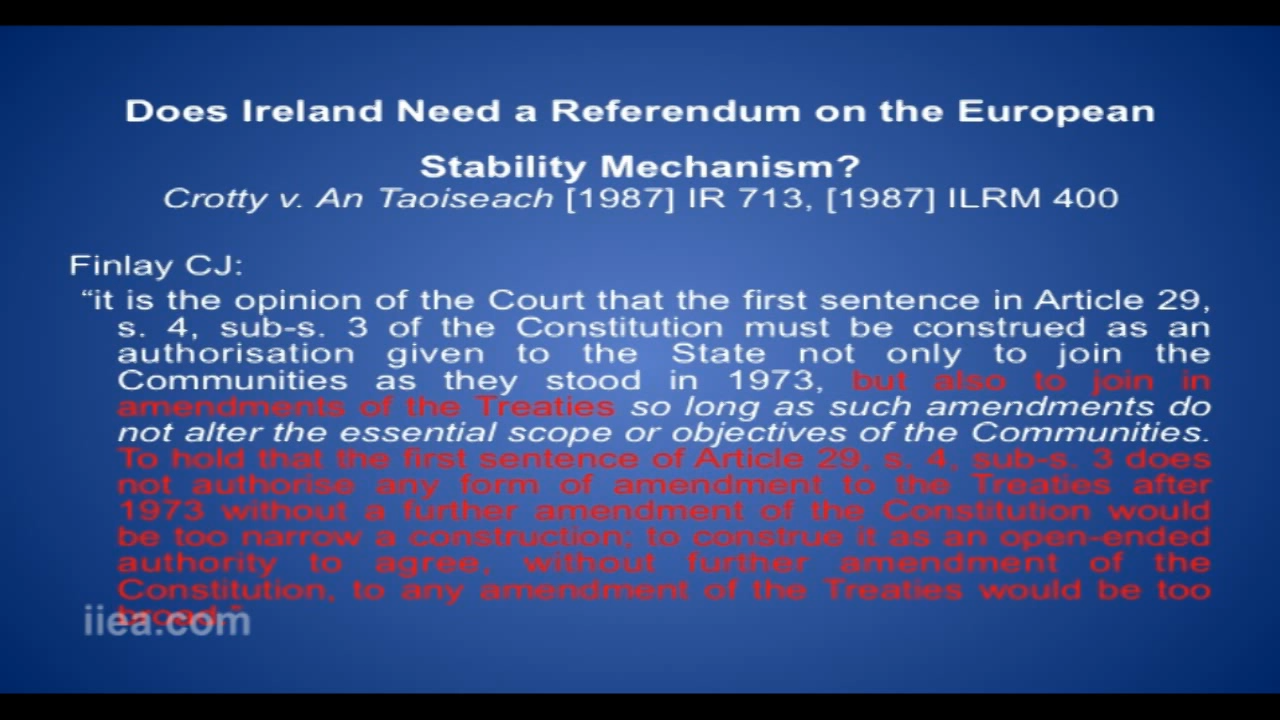 Does Ireland Need a Referendum on the European
Stability Mechanism?
Crotty v. An Taoiseach [1987] IR 713, [1987] ILRM 400
Finlay CJ:
“it is the opinion of the Court that the first sentence in Article 29,
s. 4, sub-s. 3 of the Constitution must be construed as an
authorisation given to the State not only to join the
Communities as they stood in 1973, but also to join in
amendments of the Treaties so long as such amendments do
not alter the essential scope or objectives of the Communities.
To hold that the first sentence of Article 29, s. 4, sub-s. 3 does
not authorise any form of amendment to the Treaties after
1973 without a further amendment of the Constitution would
be too narrow a construction; to construe it as an open-ended
authority to agree, without further amendment of the
Constitution, to any amendment of the Treaties would be too
broad.”
iiea.com